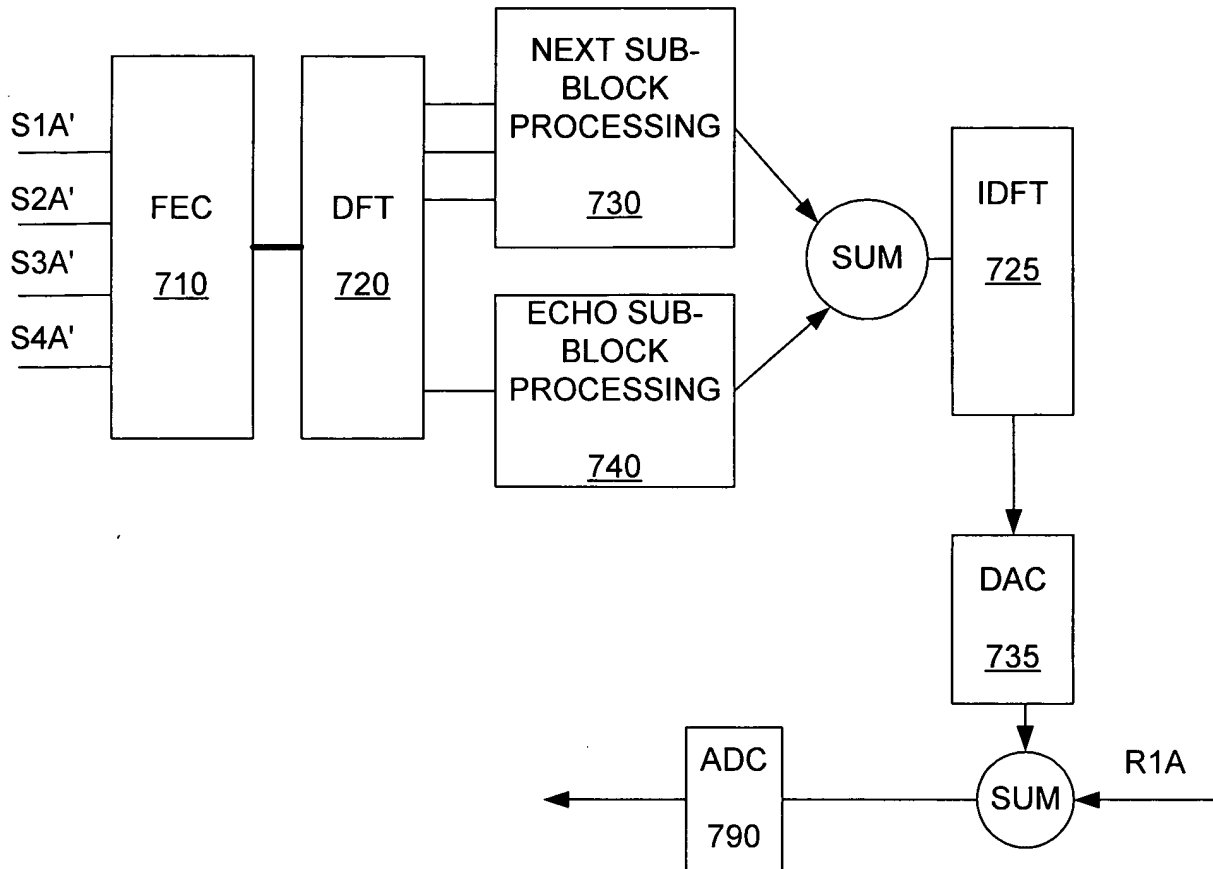 S1A'
S2A'
S3A'
S4A'
FEC
710
DFT
720
NEXT SUB-
BLOCK
PROCESSING
730
ECHO SUB-
BLOCK
PROCESSING
740
SUM
IDFT
725
DAC
735
SUM
R1A
ADC
790